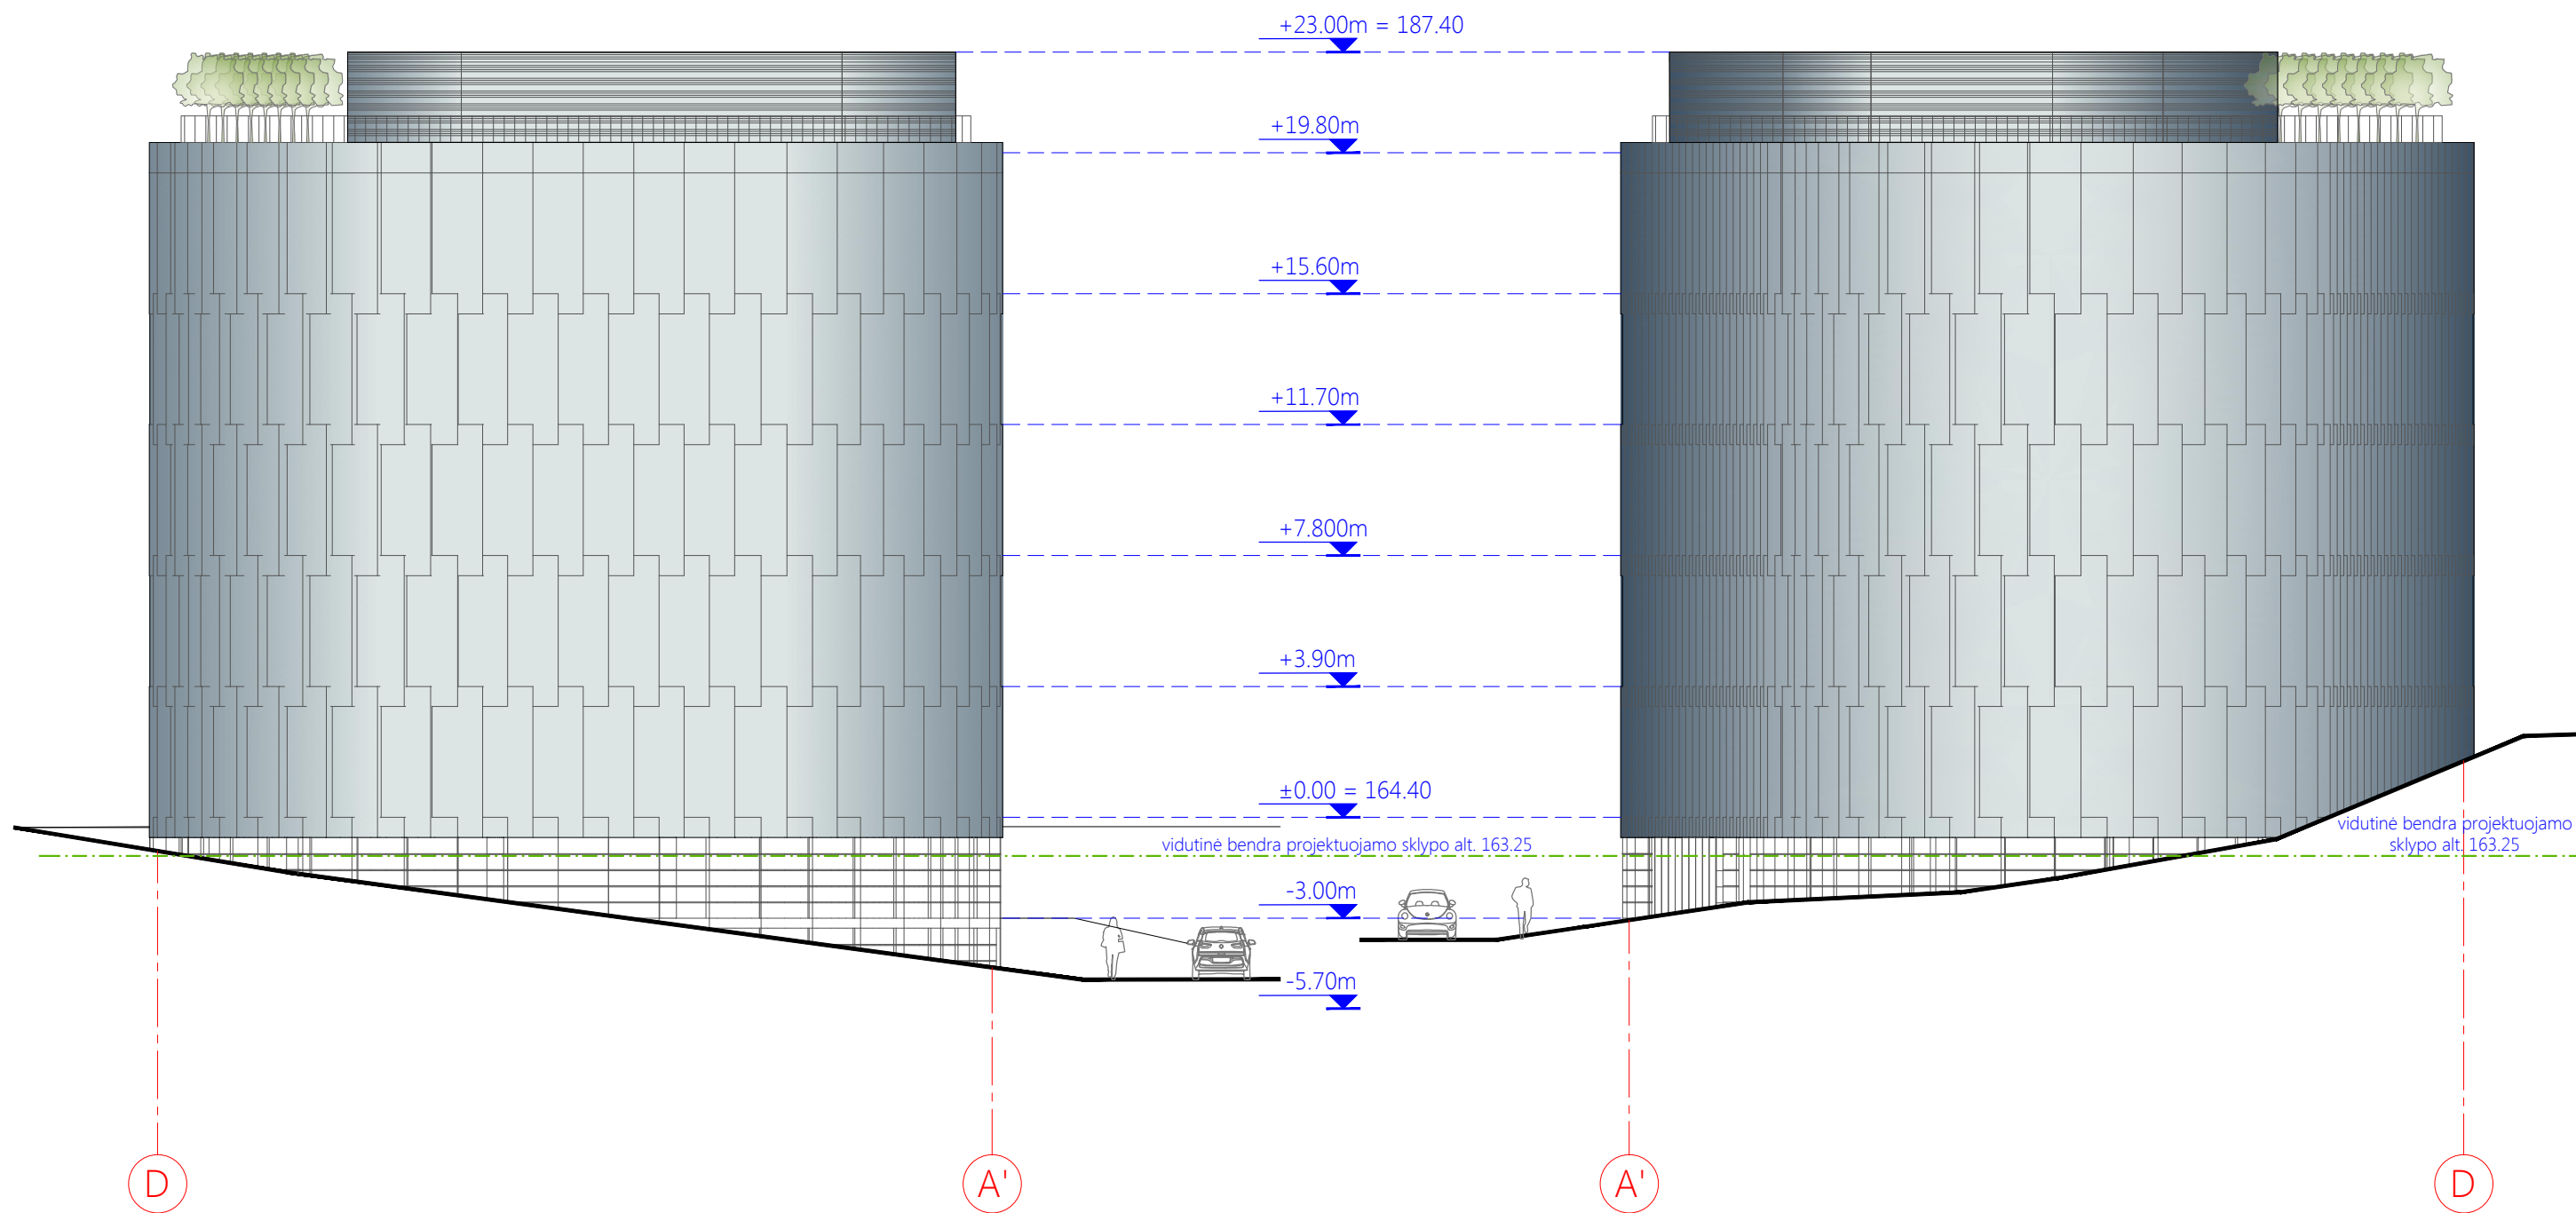 +23.00m = 187.40
+19.80m
+15.60m
+11.70m
+7.800m
+3.90m
±0.00 = 164.40
vidutinė bendra projektuojamo sklypo alt. 163.25
vidutinė bendra projektuojamo
sklypo alt. 163.25
-3.00m
-5.70m
D
A'
A'
D